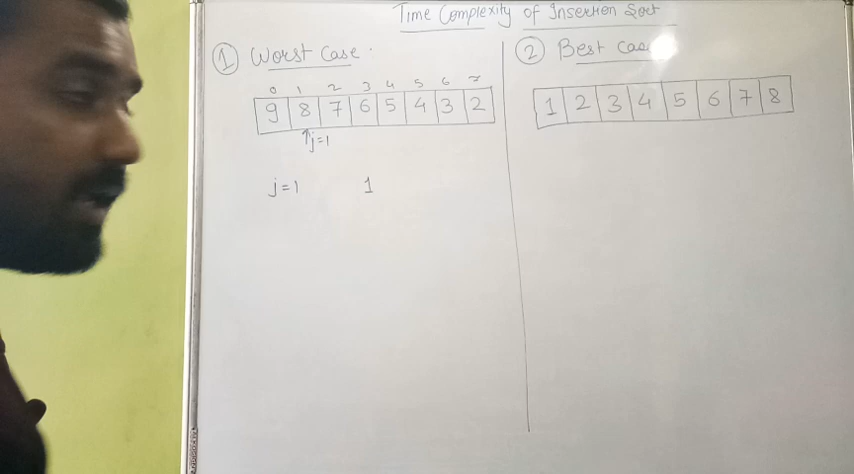 Time Complexity of Insertion Sort
① Worst Case.
0 1 2 3 4 5 6 7
9 8 7 6 5 4 3 2
↑j=1
j=1 1
② Best Case
1 2 3 4 5 6 7 8